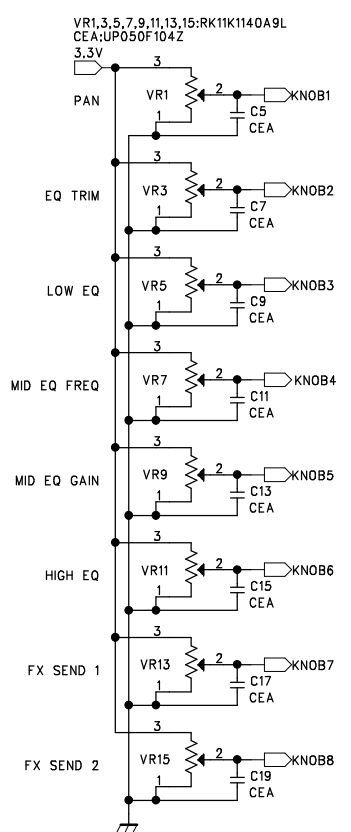 VR1,3,5,7,9,11,13,15:RK11K1140A9L
CEA;UP050F104Z
3.3V
3
PAN
VR1
2
KNOB1
1
C5
CEA
3
EQ TRIM
VR3
2
KNOB2
1
C7
CEA
3
LOW EQ
VR5
2
KNOB3
1
C9
CEA
3
MID EQ FREQ
VR7
2
KNOB4
1
C11
CEA
3
MID EQ GAIN
VR9
2
KNOB5
1
C13
CEA
3
HIGH EQ
VR11
2
KNOB6
1
C15
CEA
3
FX SEND 1
VR13
2
KNOB7
1
C17
CEA
3
FX SEND 2
VR15
2
KNOB8
1
C19
CEA